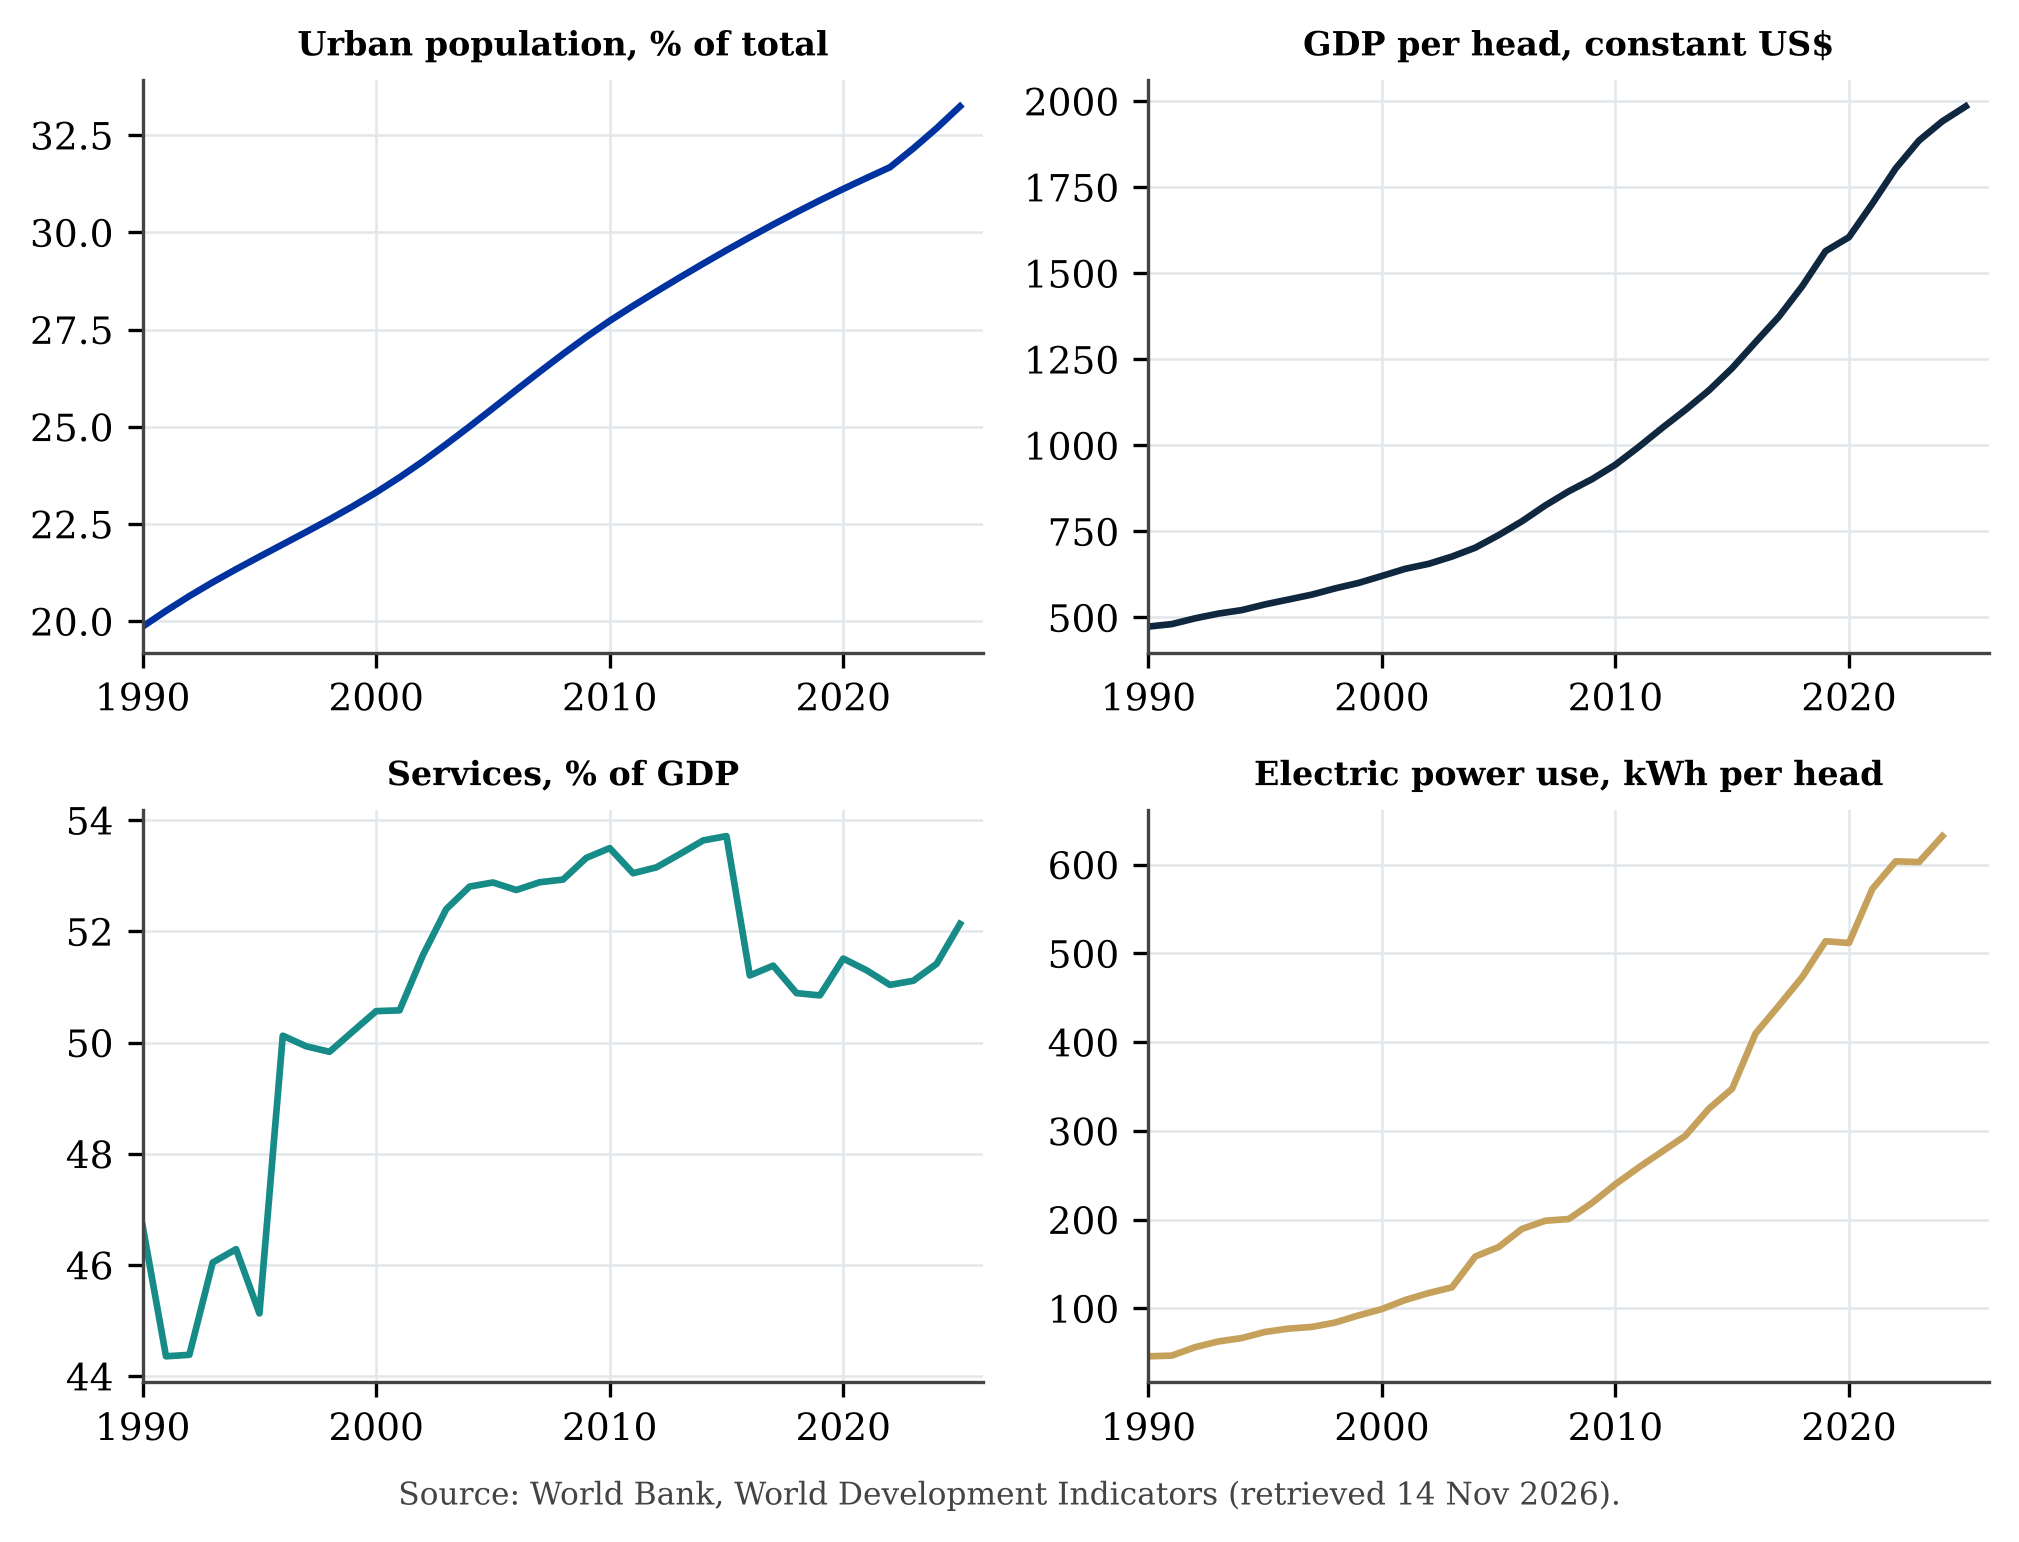 Urban population, % of total
32.5
30.0
27.5
25.0
22.5
20.0
1990 2000 2010 2020
GDP per head, constant US$
2000
1750
1500
1250
1000
750
500
1990 2000 2010 2020
Services, % of GDP
54
52
50
48
46
44
1990 2000 2010 2020
Electric power use, kWh per head
600
500
400
300
200
100
1990 2000 2010 2020
Source: World Bank, World Development Indicators (retrieved 14 Nov 2026).